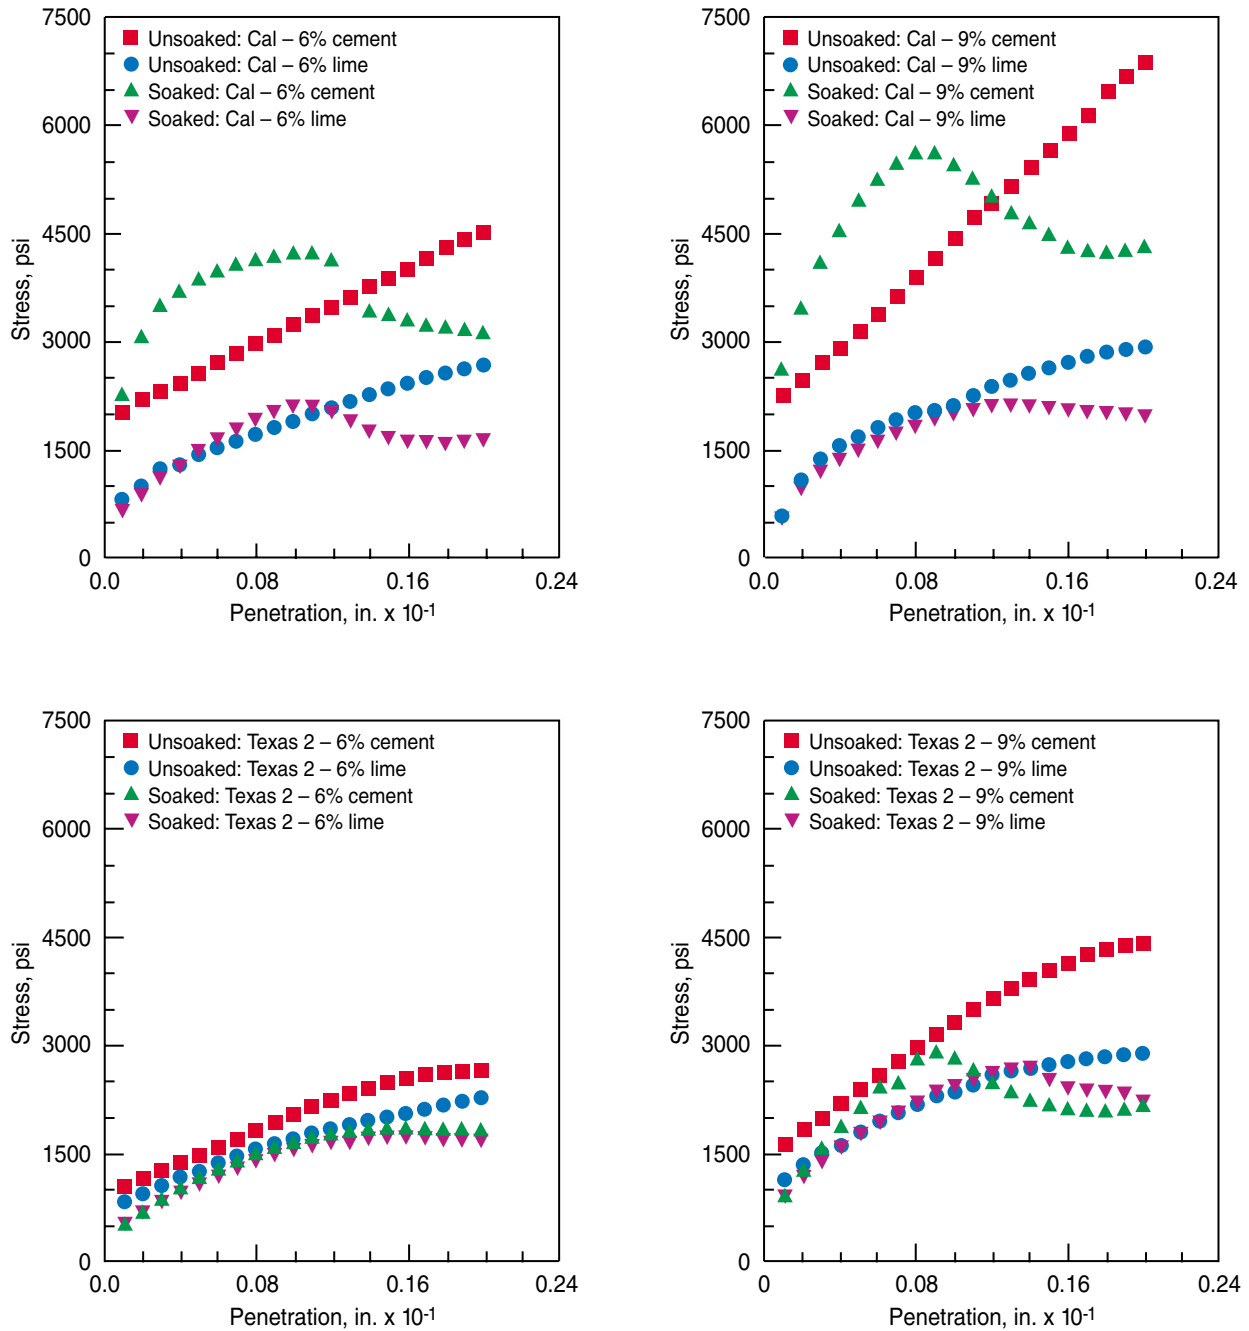 7500
6000
4500
3000
1500
0
Stress, psi
Unsoaked: Cal – 6% cement
Unsoaked: Cal – 6% lime
Soaked: Cal – 6% cement
Soaked: Cal – 6% lime
0.0 0.08 0.16 0.24
Penetration, in. x 10-1
7500
6000
4500
3000
1500
0
Stress, psi
Unsoaked: Cal – 9% cement
Unsoaked: Cal – 9% lime
Soaked: Cal – 9% cement
Soaked: Cal – 9% lime
0.0 0.08 0.16 0.24
Penetration, in. x 10-1
7500
6000
4500
3000
1500
0
Stress, psi
Unsoaked: Texas 2 – 6% cement
Unsoaked: Texas 2 – 6% lime
Soaked: Texas 2 – 6% cement
Soaked: Texas 2 – 6% lime
0.0 0.08 0.16 0.24
Penetration, in. x 10-1
7500
6000
4500
3000
1500
0
Stress, psi
Unsoaked: Texas 2 – 9% cement
Unsoaked: Texas 2 – 9% lime
Soaked: Texas 2 – 9% cement
Soaked: Texas 2 – 9% lime
0 0.08 0.16 0.24
Penetration, in. x 10-1